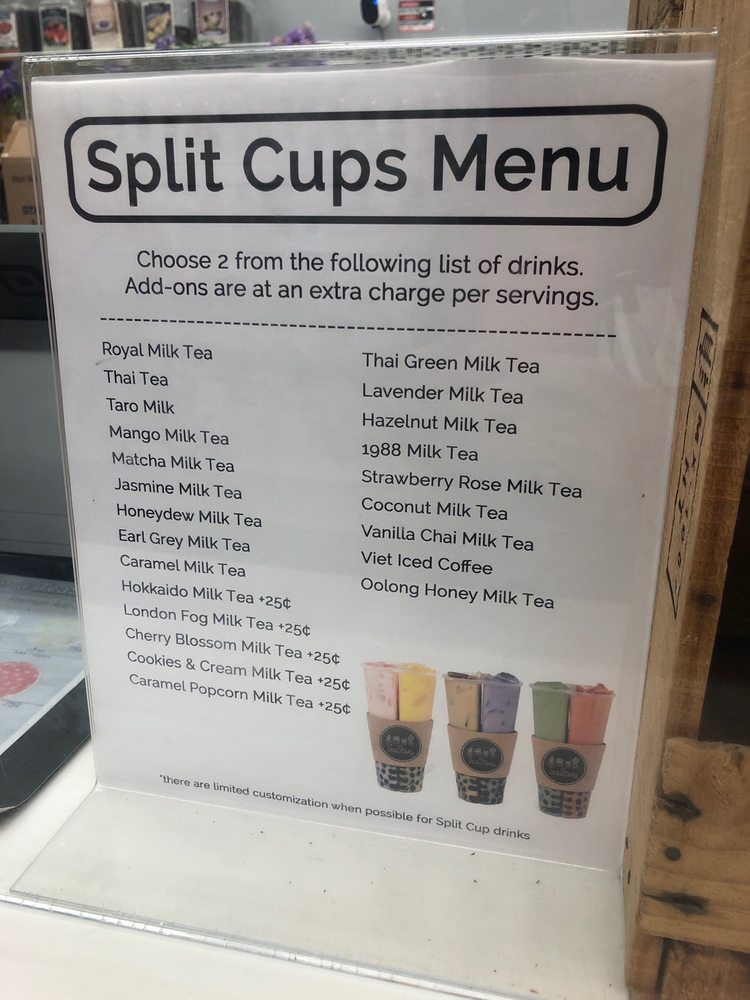 Split Cups Menu
Choose 2 from the following list of drinks.
Add-ons are at an extra charge per servings.
Royal Milk Tea
Thai Tea
Taro Milk
Mango Milk Tea
Matcha Milk Tea
Jasmine Milk Tea
Honeydew Milk Tea
Earl Grey Milk Tea
Caramel Milk Tea
Hokkaido Milk Tea +25¢
London Fog Milk Tea +25¢
Cherry Blossom Milk Tea +25¢
Cookies & Cream Milk Tea +25¢
Caramel Popcorn Milk Tea +25¢
Thai Green Milk Tea
Lavender Milk Tea
Hazelnut Milk Tea
1988 Milk Tea
Strawberry Rose Milk Tea
Coconut Milk Tea
Vanilla Chai Milk Tea
Viet Iced Coffee
Oolong Honey Milk Tea
*there are limited customization when possible for Split Cup drinks